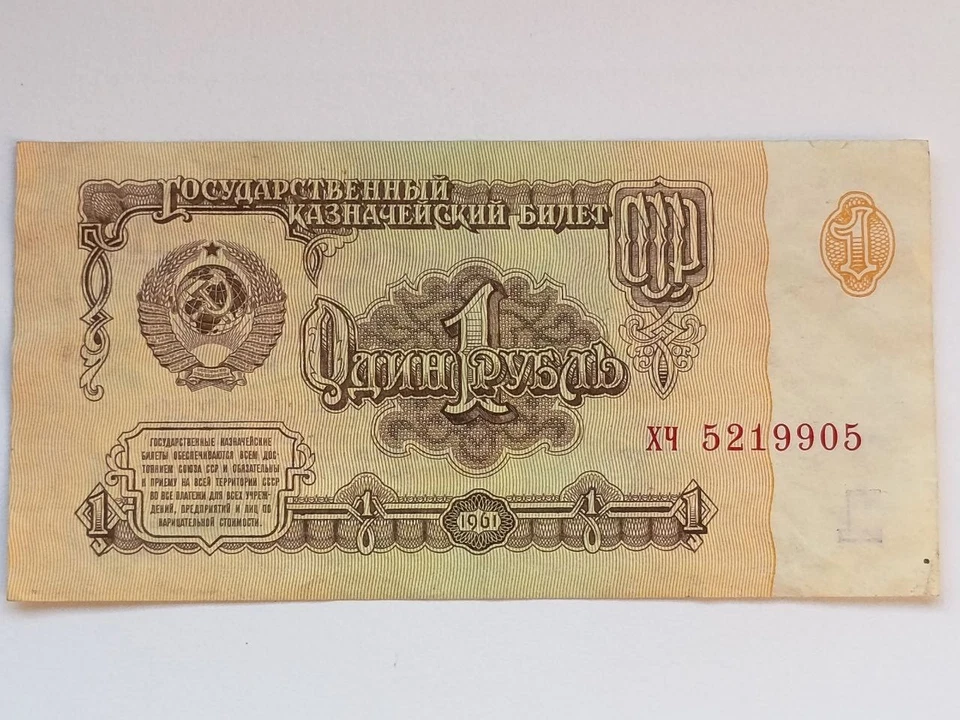 ГОСУДАРСТВЕННЫЙ
КАЗНАЧЕЙСКИЙ БИЛЕТ
СССР
1
1
ОДИН РУБЛЬ
ХЧ 5219905
ГОСУДАРСТВЕННЫЕ КАЗНАЧЕЙСКИЕ
БИЛЕТЫ ОБЕСПЕЧИВАЮТСЯ ВСЕМ ДОС-
ТОЯНИЕМ СОЮЗА ССР И ОБЯЗАТЕЛЬНЫ
К ПРИЕМУ НА ВСЕЙ ТЕРРИТОРИИ СССР
ВО ВСЕ ПЛАТЕЖИ ДЛЯ ВСЕХ УЧРЕЖ-
ДЕНИЙ, ПРЕДПРИЯТИЙ И ЛИЦ ПО
НАРИЦАТЕЛЬНОЙ СТОИМОСТИ.
1 1 1961 1 1